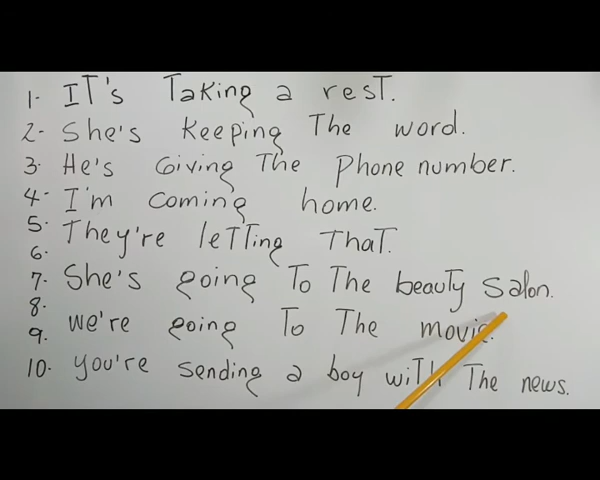 1- IT's Taking a rest.
2- She's Keeping The word.
3. He's Giving The Phone number.
4- I'm coming home.
5. They're leTTing ThaT.
6.
7. She's going To The beauty salon.
8.
9. we're going To The movie.
10. you're sending a boy wiTh The news.